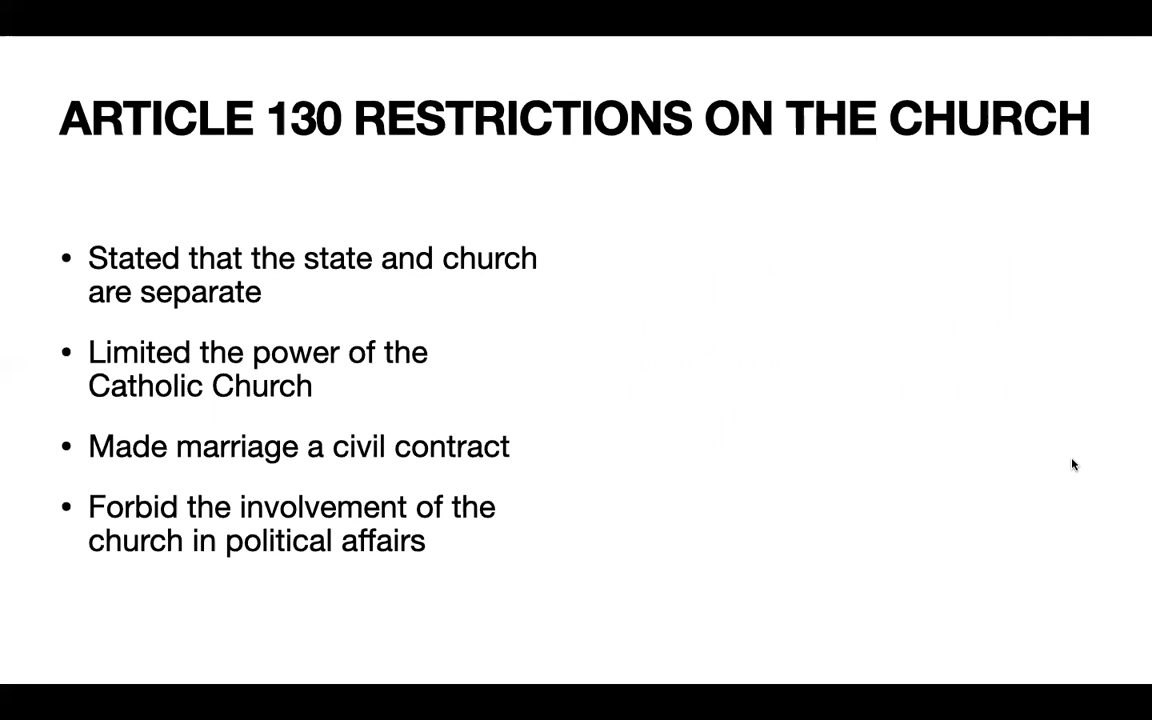 ARTICLE 130 RESTRICTIONS ON THE CHURCH
• Stated that the state and church
are separate
• Limited the power of the
Catholic Church
• Made marriage a civil contract
• Forbid the involvement of the
church in political affairs